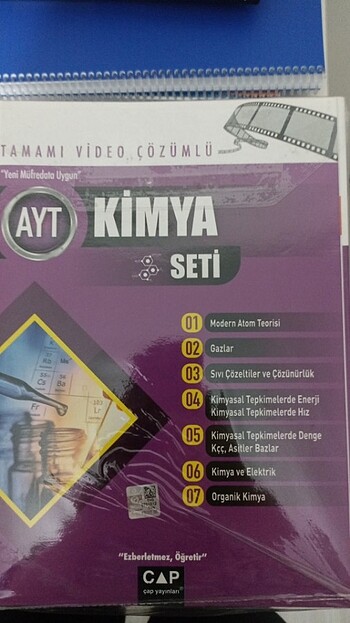 TAMAMI VİDEO ÇÖZÜMLÜ
"Yeni Müfredata Uygun"
AYT KİMYA
SETİ
01 Modern Atom Teorisi
02 Gazlar
03 Sıvı Çözeltiler ve Çözünürlük
04 Kimyasal Tepkimelerde Enerji
Kimyasal Tepkimelerde Hız
05 Kimyasal Tepkimelerde Denge
Kçç, Asitler Bazlar
06 Kimya ve Elektrik
07 Organik Kimya
Fr
Lr
"Ezberletmez, Öğretir"
ÇAP
çap yayınları